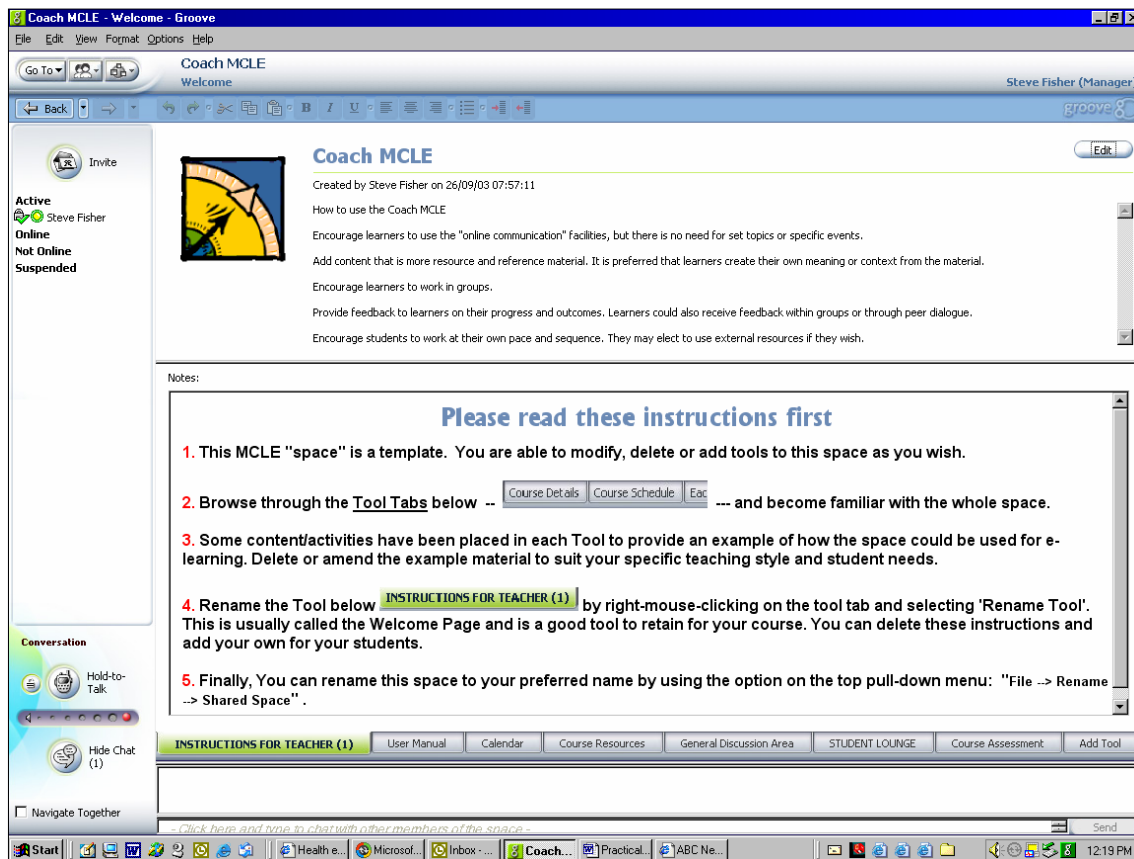 Coach MCLE - Welcome - Groove
File Edit View Format Options Help
Go To
Coach MCLE
Welcome
Steve Fisher (Manager)
Back
B I U
groove
Invite
Active
Steve Fisher
Online
Not Online
Suspended
Coach MCLE
Edit
Created by Steve Fisher on 26/09/03 07:57:11
How to use the Coach MCLE
Encourage learners to use the "online communication" facilities, but there is no need for set topics or specific events.
Add content that is more resource and reference material. It is preferred that learners create their own meaning or context from the material.
Encourage learners to work in groups.
Provide feedback to learners on their progress and outcomes. Learners could also receive feedback within groups or through peer dialogue.
Encourage students to work at their own pace and sequence. They may elect to use external resources if they wish.
Notes:
Please read these instructions first
1. This MCLE "space" is a template. You are able to modify, delete or add tools to this space as you wish.
2. Browse through the Tool Tabs below -- Course Details Course Schedule Eac --- and become familiar with the whole space.
3. Some content/activities have been placed in each Tool to provide an example of how the space could be used for e-
learning. Delete or amend the example material to suit your specific teaching style and student needs.
4. Rename the Tool below INSTRUCTIONS FOR TEACHER (1) by right-mouse-clicking on the tool tab and selecting 'Rename Tool'.
This is usually called the Welcome Page and is a good tool to retain for your course. You can delete these instructions and
add your own for your students.
5. Finally, You can rename this space to your preferred name by using the option on the top pull-down menu: "File --> Rename
--> Shared Space".
Conversation
Hold-to-
Talk
Hide Chat
(1)
Navigate Together
INSTRUCTIONS FOR TEACHER (1) User Manual Calendar Course Resources General Discussion Area STUDENT LOUNGE Course Assessment Add Tool
- Click here and type to chat with other members of the space -
Send
Start Health e... Microsof... Inbox - ... Coach... Practical... ABC Ne... 12:19 PM